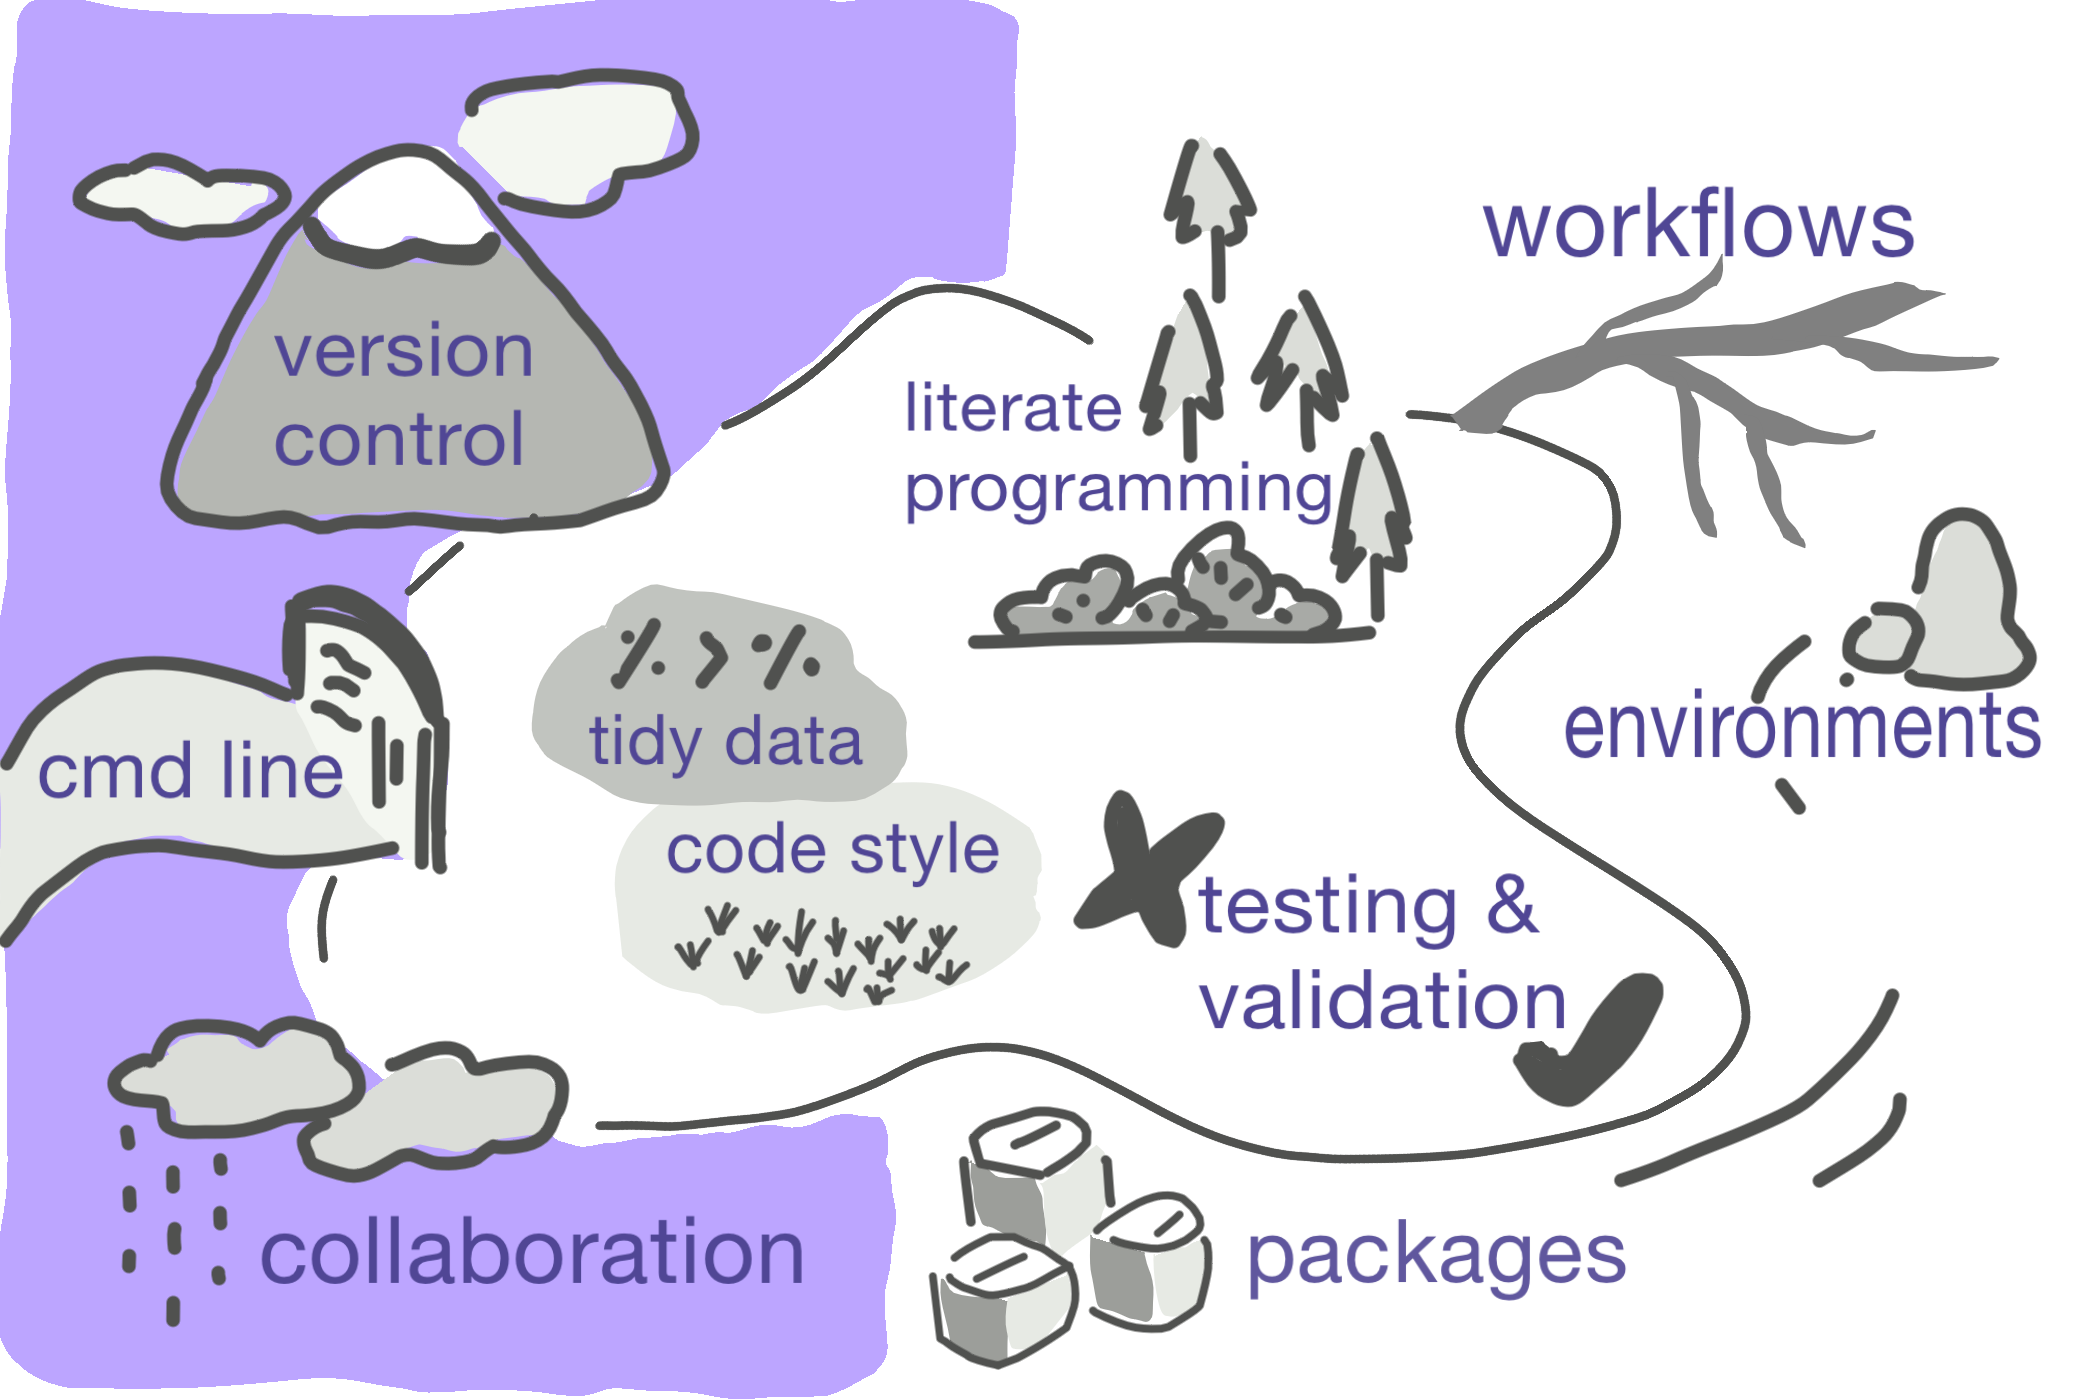 version
control
workflows
literate
programming
% > %
tidy data
environments
cmd line
code style
testing &
validation
collaboration
packages